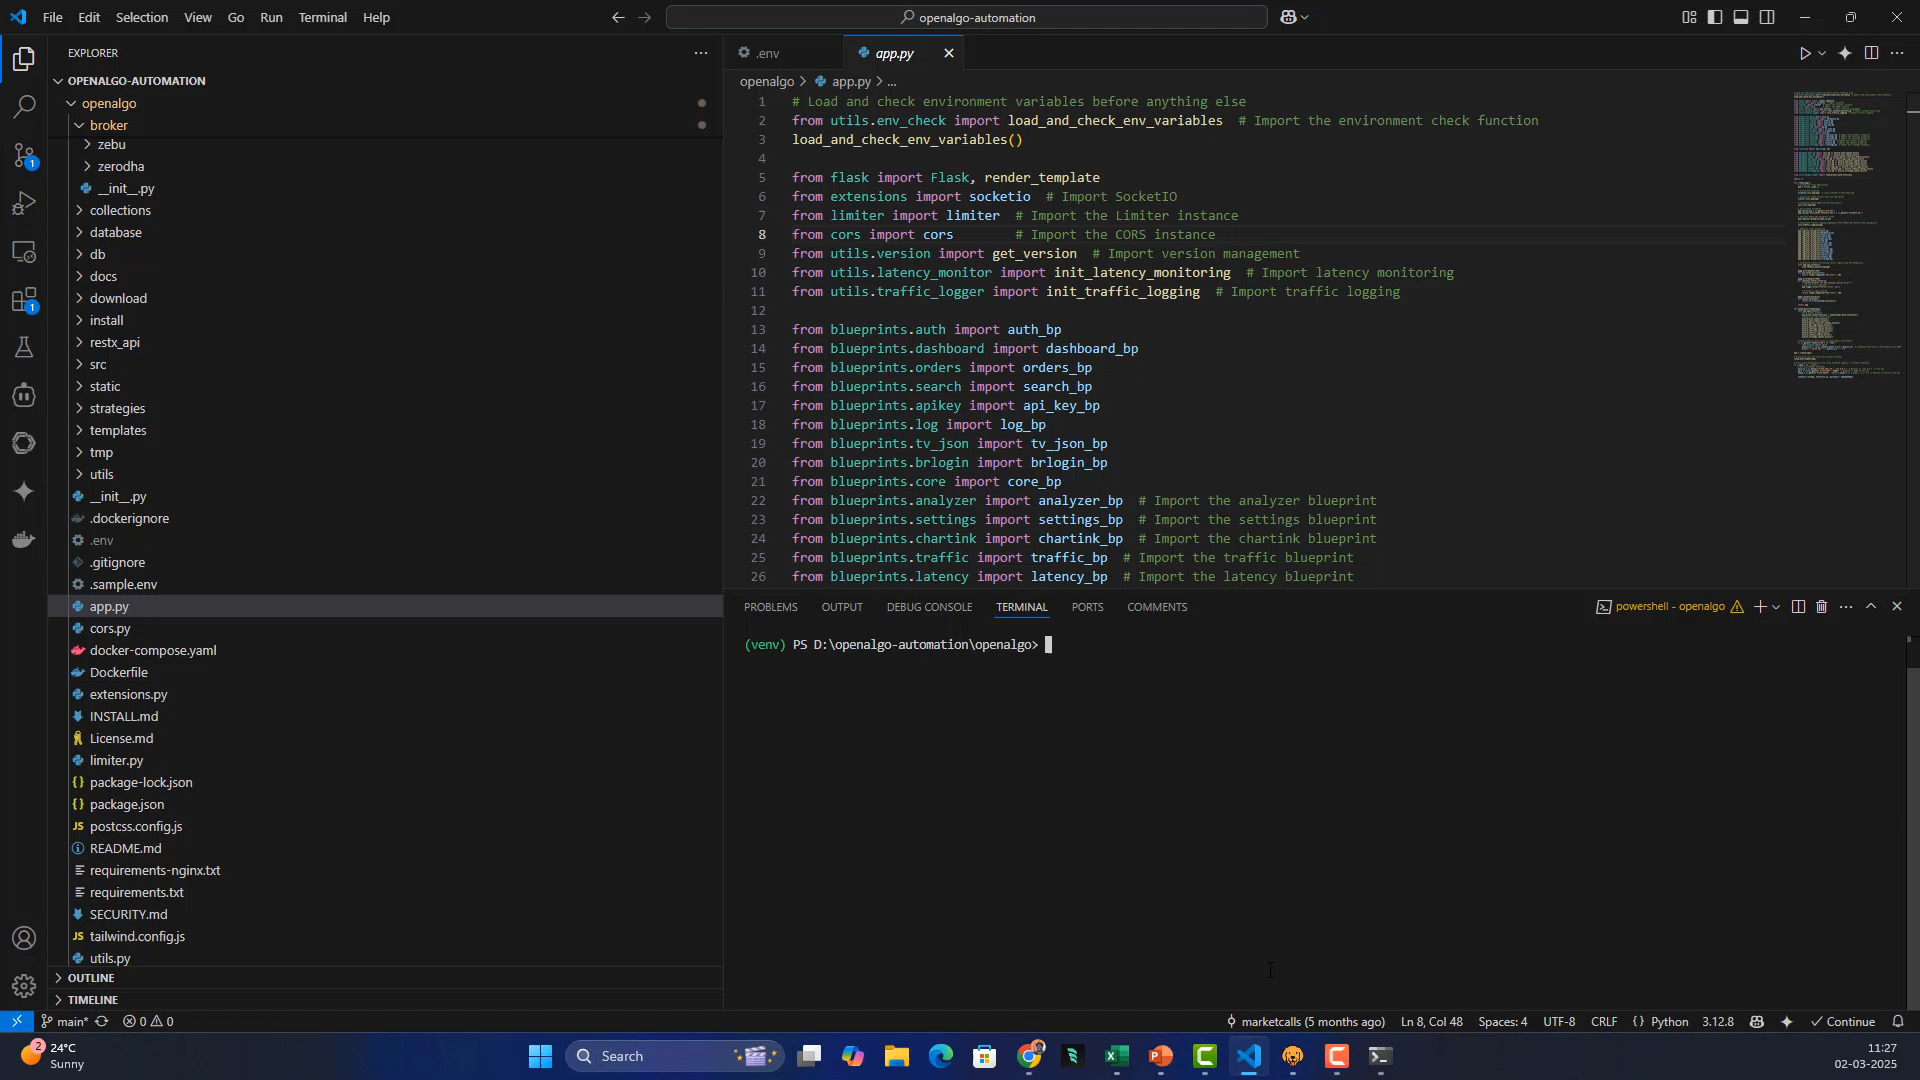 File Edit Selection View Go Run Terminal Help
openalgo-automation
EXPLORER
OPENALGO-AUTOMATION
openalgo
broker
zebu
zerodha
__init__.py
collections
database
db
docs
download
install
restx_api
src
static
strategies
templates
tmp
utils
__init__.py
.dockerignore
.env
.gitignore
.sample.env
app.py
cors.py
docker-compose.yaml
Dockerfile
extensions.py
INSTALL.md
License.md
limiter.py
package-lock.json
package.json
postcss.config.js
README.md
requirements-nginx.txt
requirements.txt
SECURITY.md
tailwind.config.js
utils.py
OUTLINE
TIMELINE
.env
app.py
openalgo > app.py > ...
1 # Load and check environment variables before anything else
2 from utils.env_check import load_and_check_env_variables # Import the environment check function
3 load_and_check_env_variables()
4
5 from flask import Flask, render_template
6 from extensions import socketio # Import SocketIO
7 from limiter import limiter # Import the Limiter instance
8 from cors import cors # Import the CORS instance
9 from utils.version import get_version # Import version management
10 from utils.latency_monitor import init_latency_monitoring # Import latency monitoring
11 from utils.traffic_logger import init_traffic_logging # Import traffic logging
12
13 from blueprints.auth import auth_bp
14 from blueprints.dashboard import dashboard_bp
15 from blueprints.orders import orders_bp
16 from blueprints.search import search_bp
17 from blueprints.apikey import api_key_bp
18 from blueprints.log import log_bp
19 from blueprints.tv_json import tv_json_bp
20 from blueprints.brlogin import brlogin_bp
21 from blueprints.core import core_bp
22 from blueprints.analyzer import analyzer_bp # Import the analyzer blueprint
23 from blueprints.settings import settings_bp # Import the settings blueprint
24 from blueprints.chartink import chartink_bp # Import the chartink blueprint
25 from blueprints.traffic import traffic_bp # Import the traffic blueprint
26 from blueprints.latency import latency_bp # Import the latency blueprint
PROBLEMS OUTPUT DEBUG CONSOLE TERMINAL PORTS COMMENTS
powershell - openalgo
(venv) PS D:\openalgo-automation\openalgo>
main* 0 0
marketcalls (5 months ago) Ln 8, Col 48 Spaces: 4 UTF-8 CRLF {} Python 3.12.8 Continue
2
24°C
Sunny
Search
11:27
02-03-2025